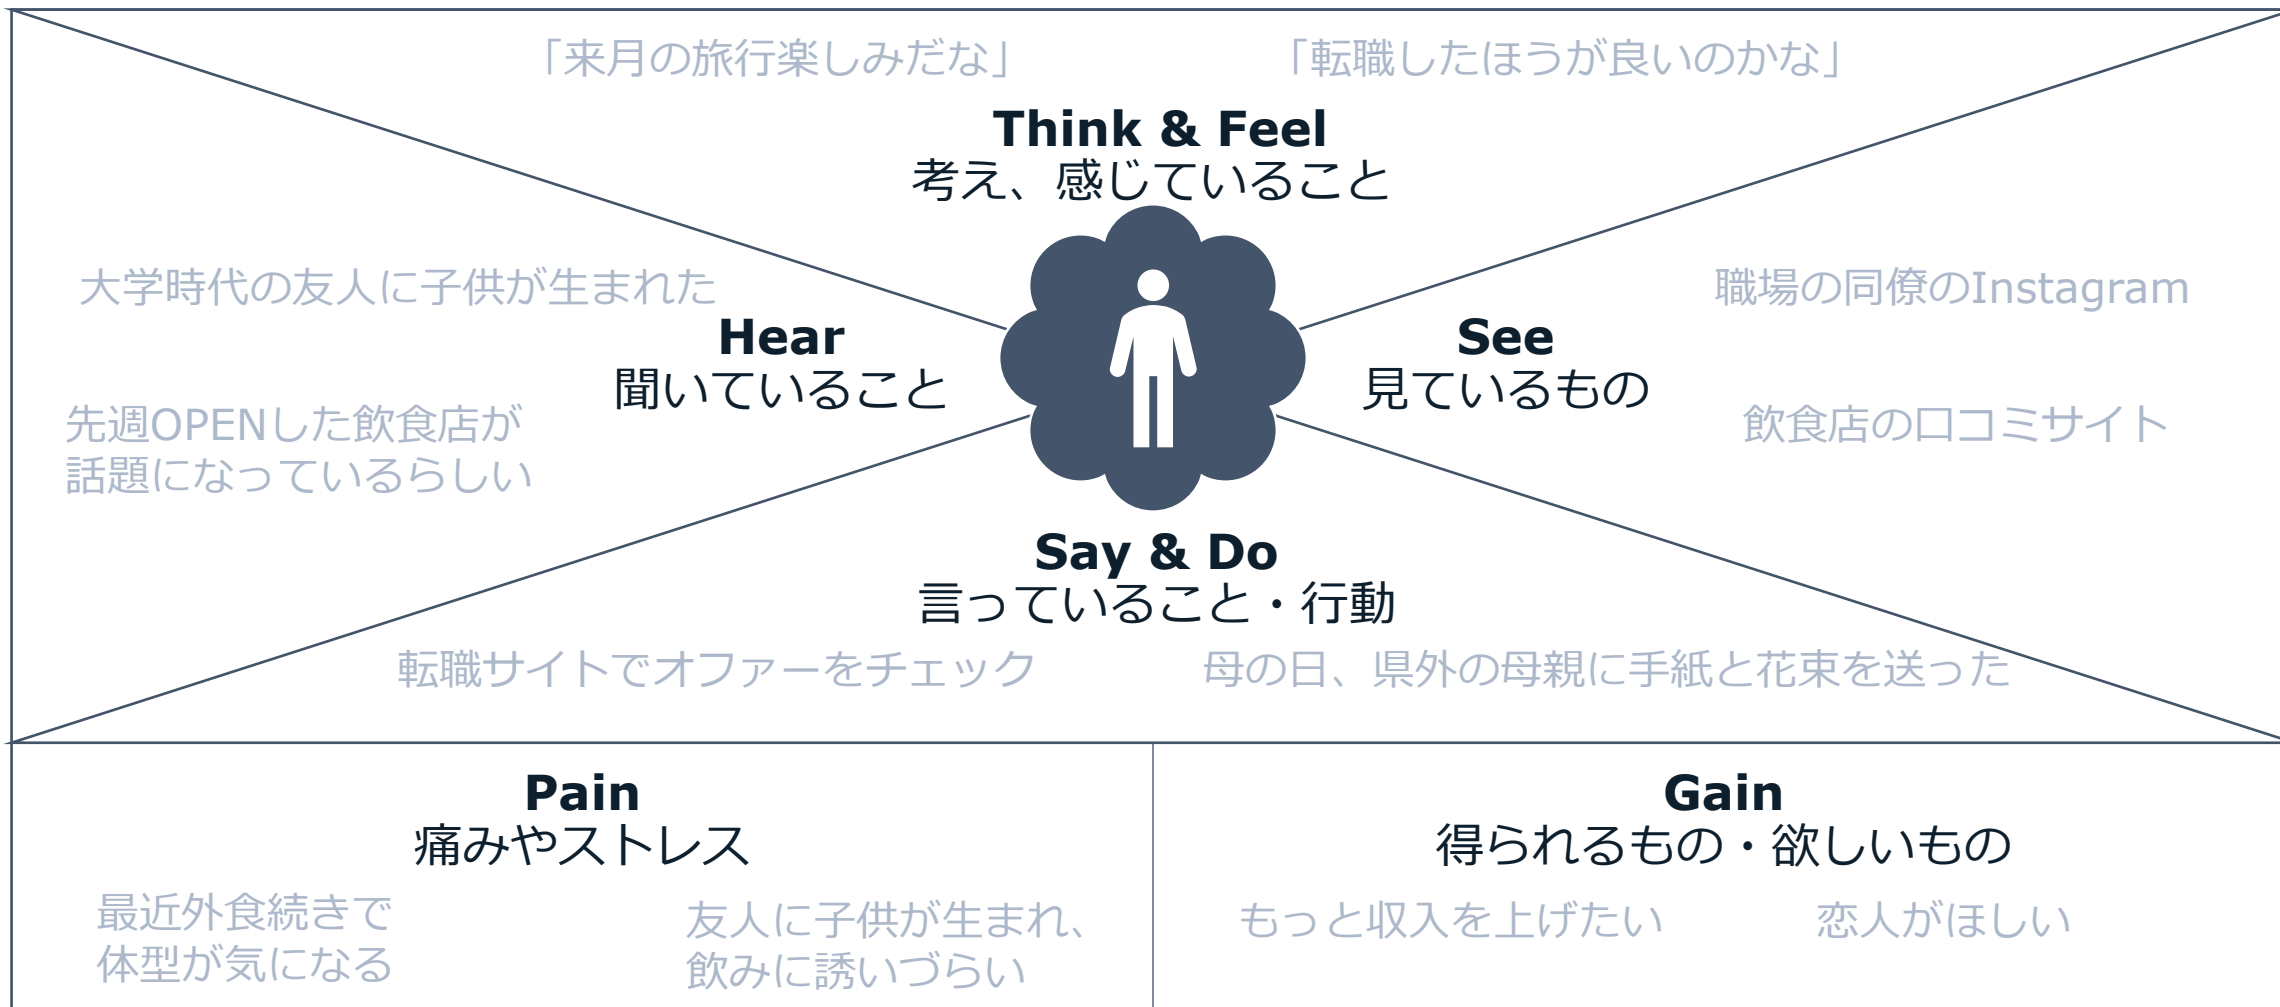 「来月の旅行楽しみだな」
「転職したほうが良いのかな」
Think & Feel
考え、感じていること
大学時代の友人に子供が生まれた
Hear
聞いていること
先週OPENした飲食店が
話題になっているらしい
職場の同僚のInstagram
See
見ているもの
飲食店の口コミサイト
Say & Do
言っていること・行動
転職サイトでオファーをチェック
母の日、県外の母親に手紙と花束を送った
Pain
痛みやストレス
最近外食続きで
体型が気になる
友人に子供が生まれ、
飲みに誘いづらい
Gain
得られるもの・欲しいもの
もっと収入を上げたい
恋人がほしい